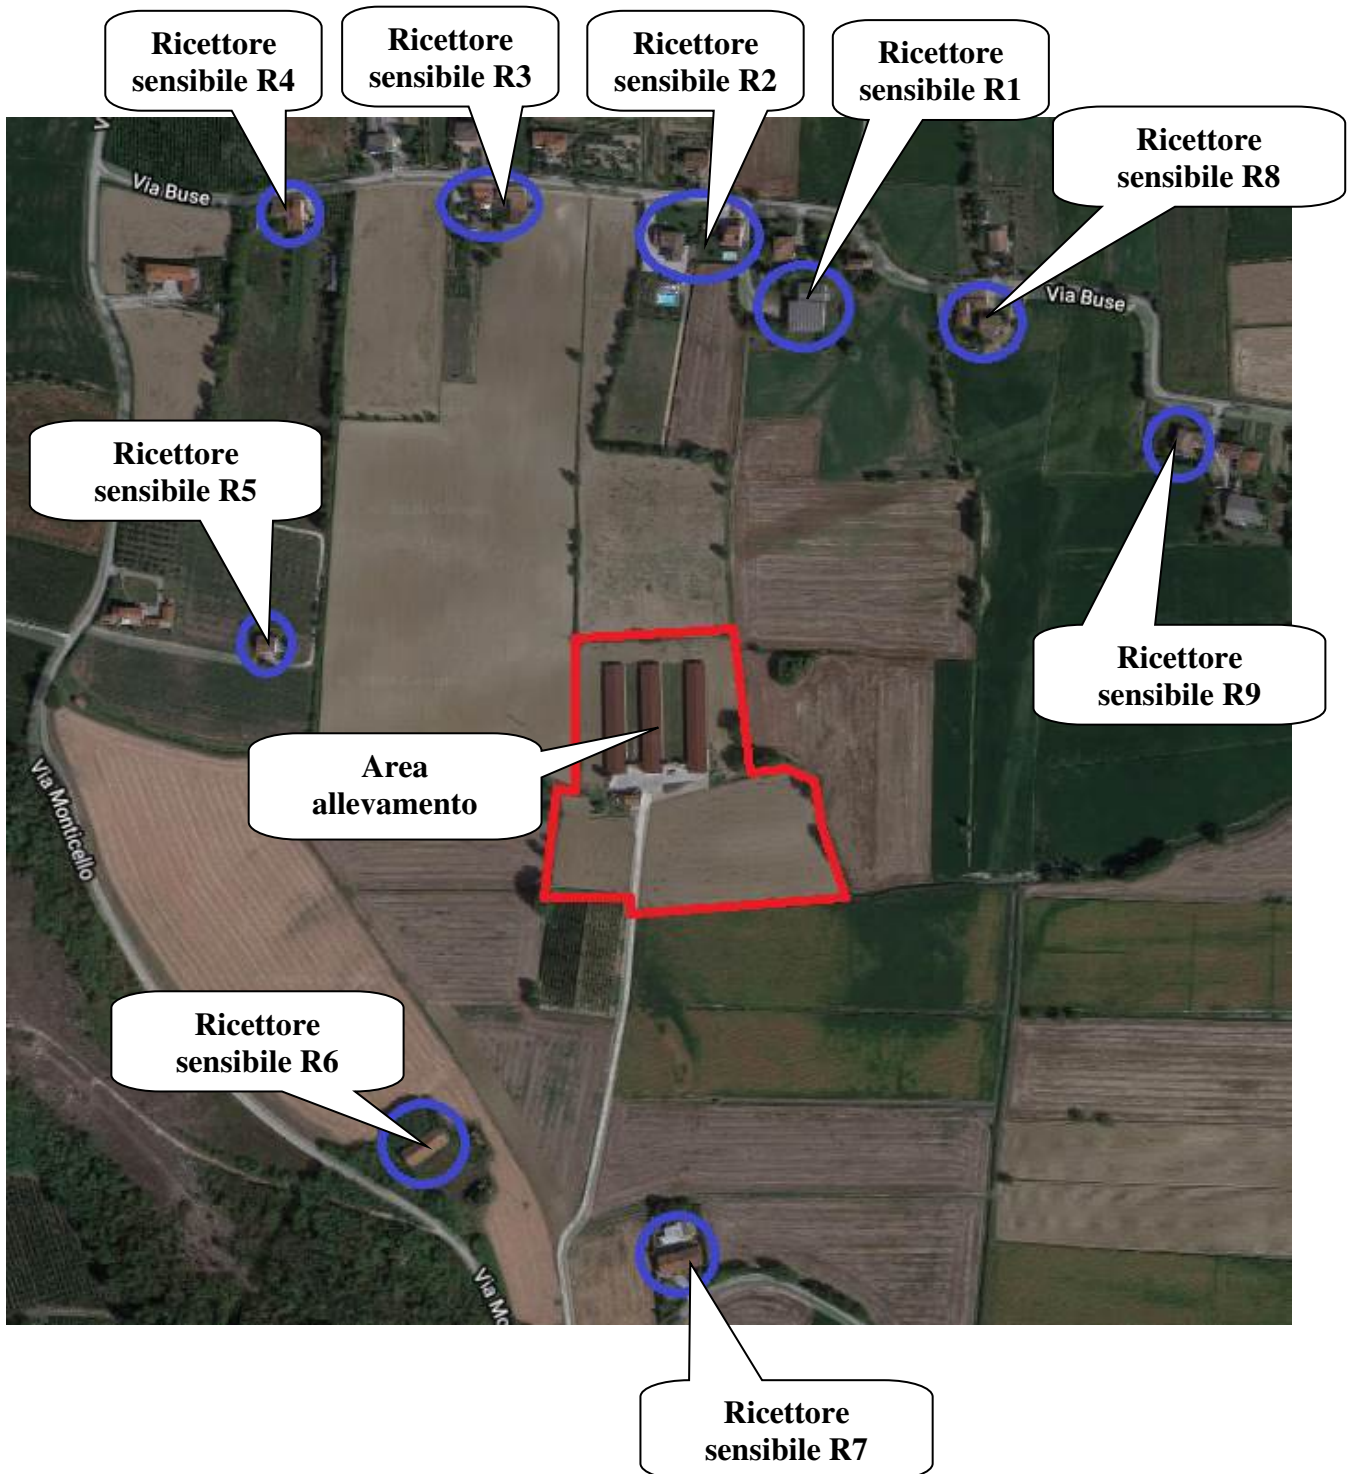 Ricettore
sensibile R4
Ricettore
sensibile R3
Ricettore
sensibile R2
Ricettore
sensibile R1
Ricettore
sensibile R8
V
Via Buse
Via Buse
Ricettore
sensibile R5
Ricettore
sensibile R9
Area
allevamento
Via Monticello
Ricettore
sensibile R6
Via Mo
Ricettore
sensibile R7